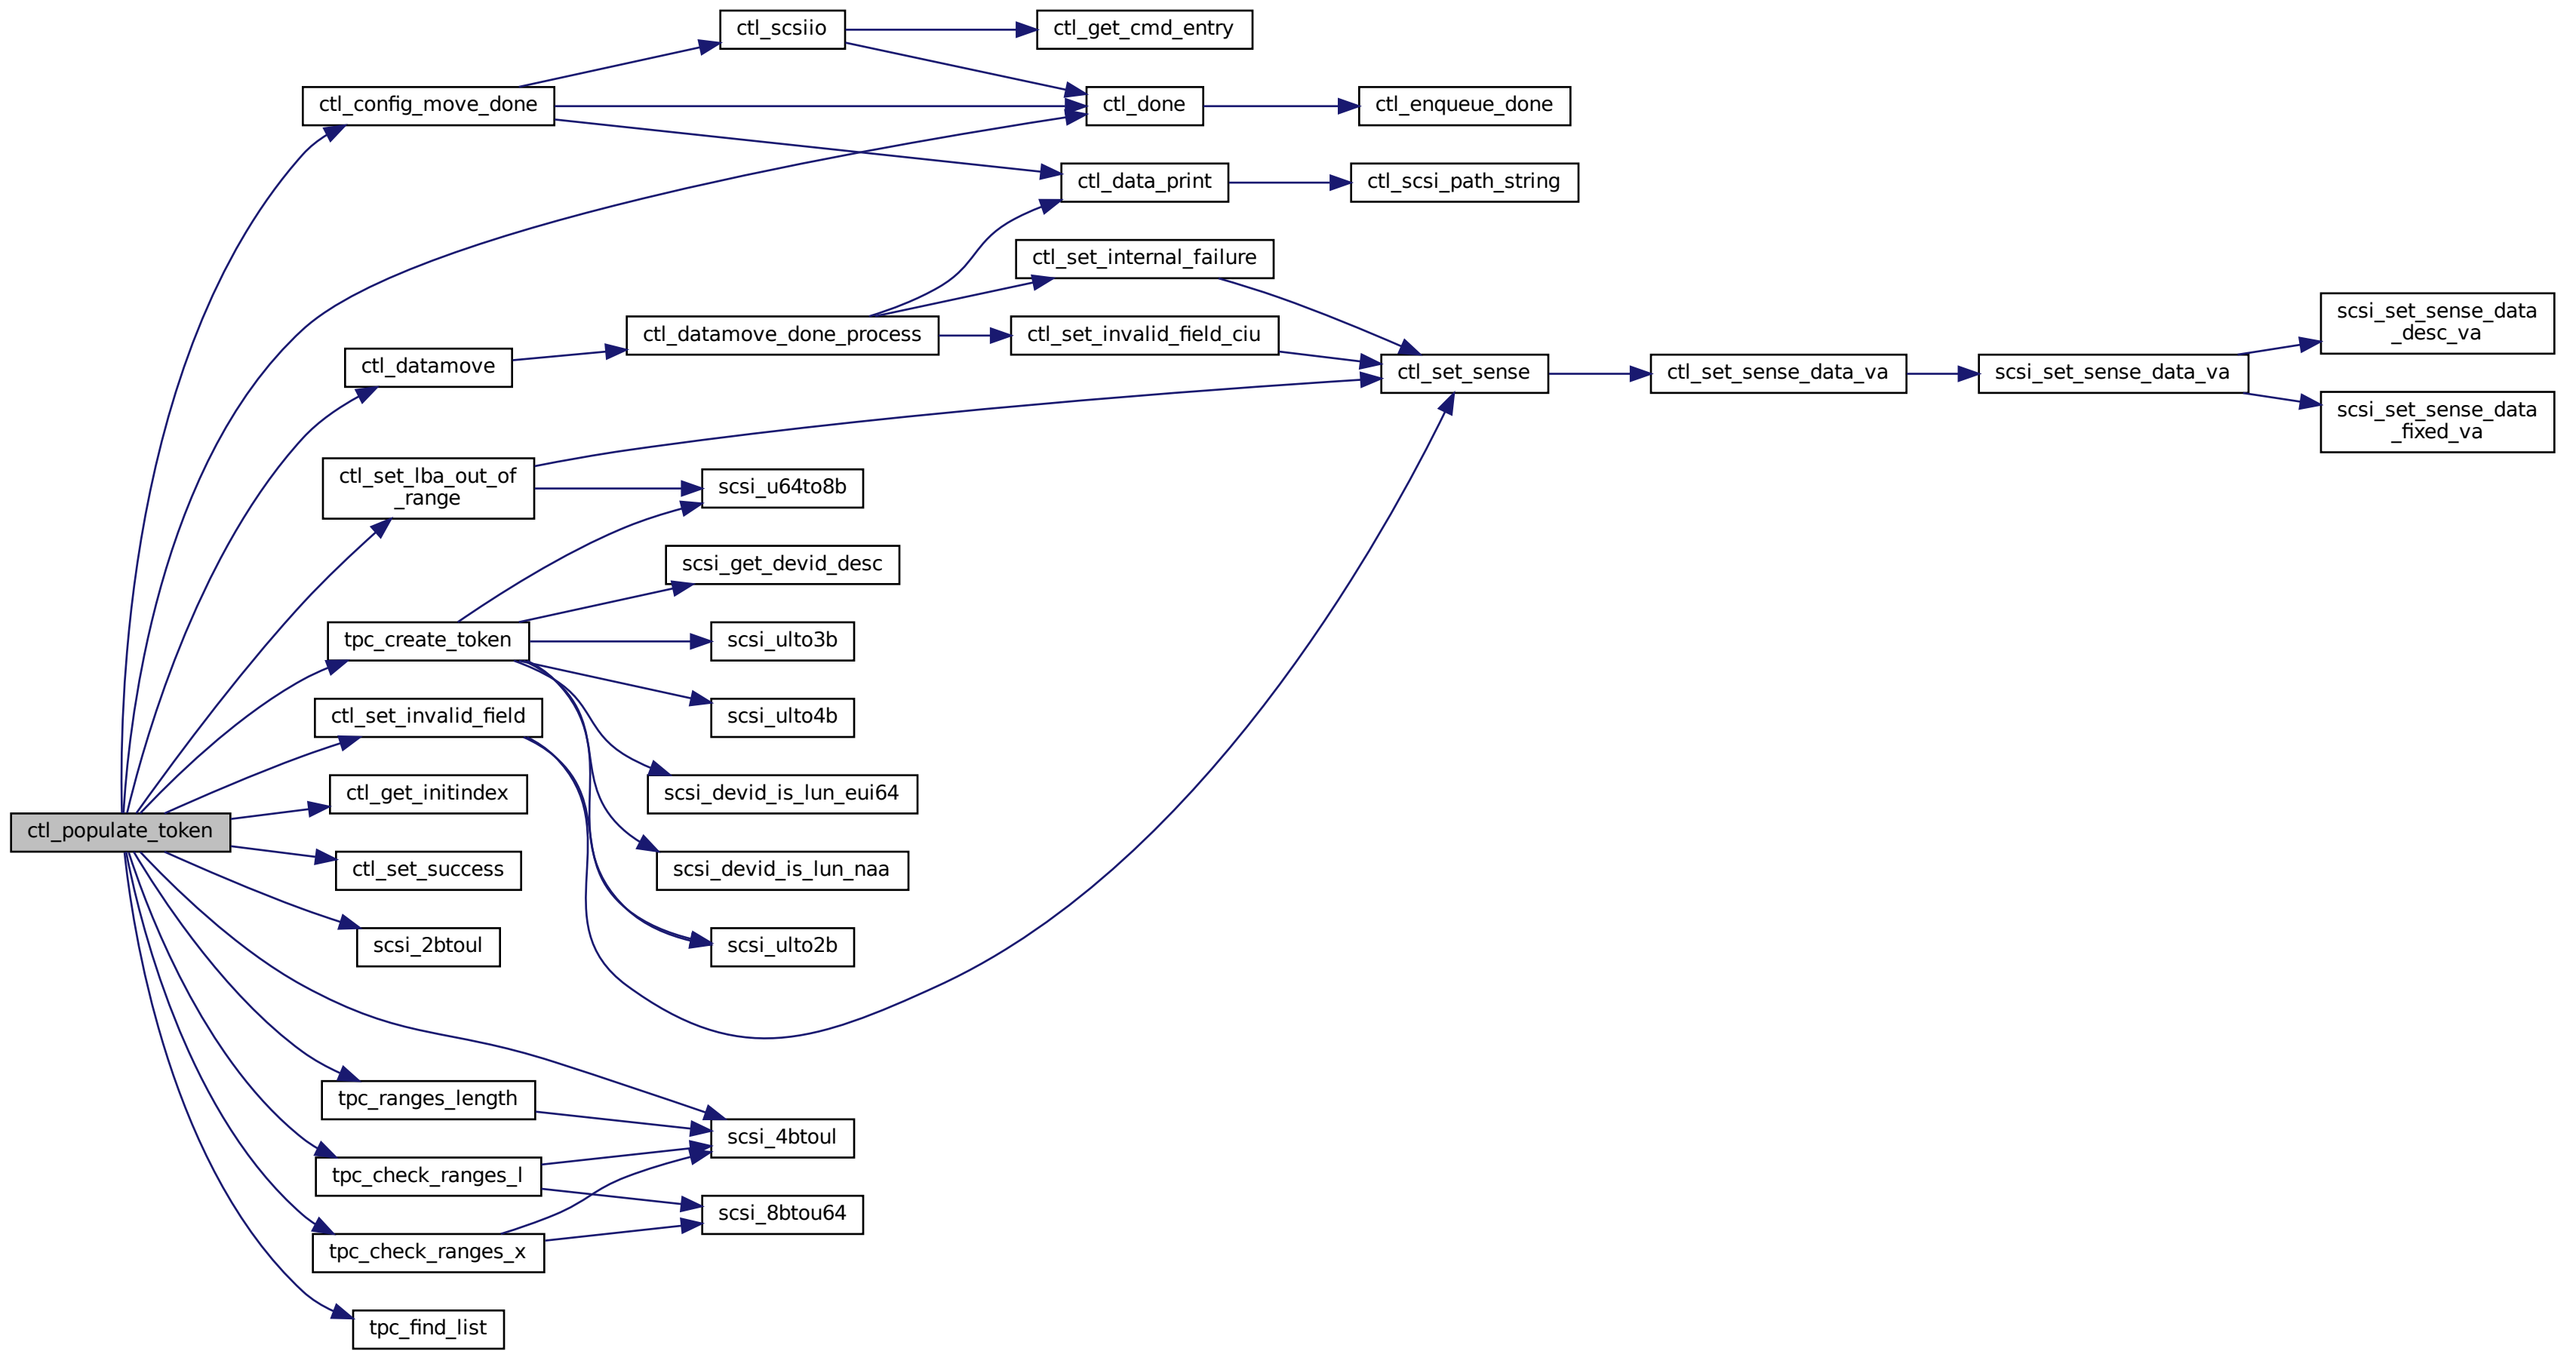 ctl_scsiio
ctl_get_cmd_entry
ctl_config_move_done
ctl_done
ctl_enqueue_done
ctl_data_print
ctl_scsi_path_string
ctl_set_internal_failure
ctl_datamove_done_process
ctl_set_invalid_field_ciu
scsi_set_sense_data
_desc_va
ctl_datamove
ctl_set_sense
ctl_set_sense_data_va
scsi_set_sense_data_va
scsi_set_sense_data
_fixed_va
ctl_set_lba_out_of
_range
scsi_u64to8b
scsi_get_devid_desc
tpc_create_token
scsi_ulto3b
ctl_set_invalid_field
scsi_ulto4b
ctl_get_initindex
scsi_devid_is_lun_eui64
ctl_populate_token
ctl_set_success
scsi_devid_is_lun_naa
scsi_2btoul
scsi_ulto2b
tpc_ranges_length
scsi_4btoul
tpc_check_ranges_l
scsi_8btou64
tpc_check_ranges_x
tpc_find_list